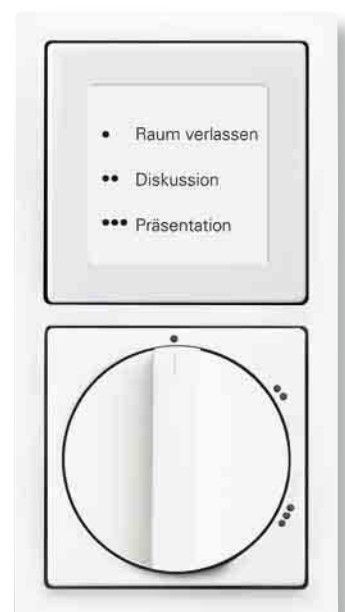 • Raum verlassen
•• Diskussion
••• Präsentation